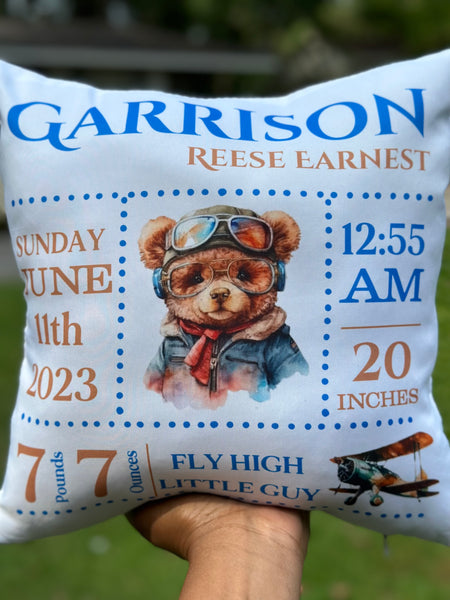 GARRISON
REESE EARNEST
SUNDAY
JUNE
11th
2023
12:55
AM
20
INCHES
7 Pounds 7 Ounces
FLY HIGH
LITTLE GUY